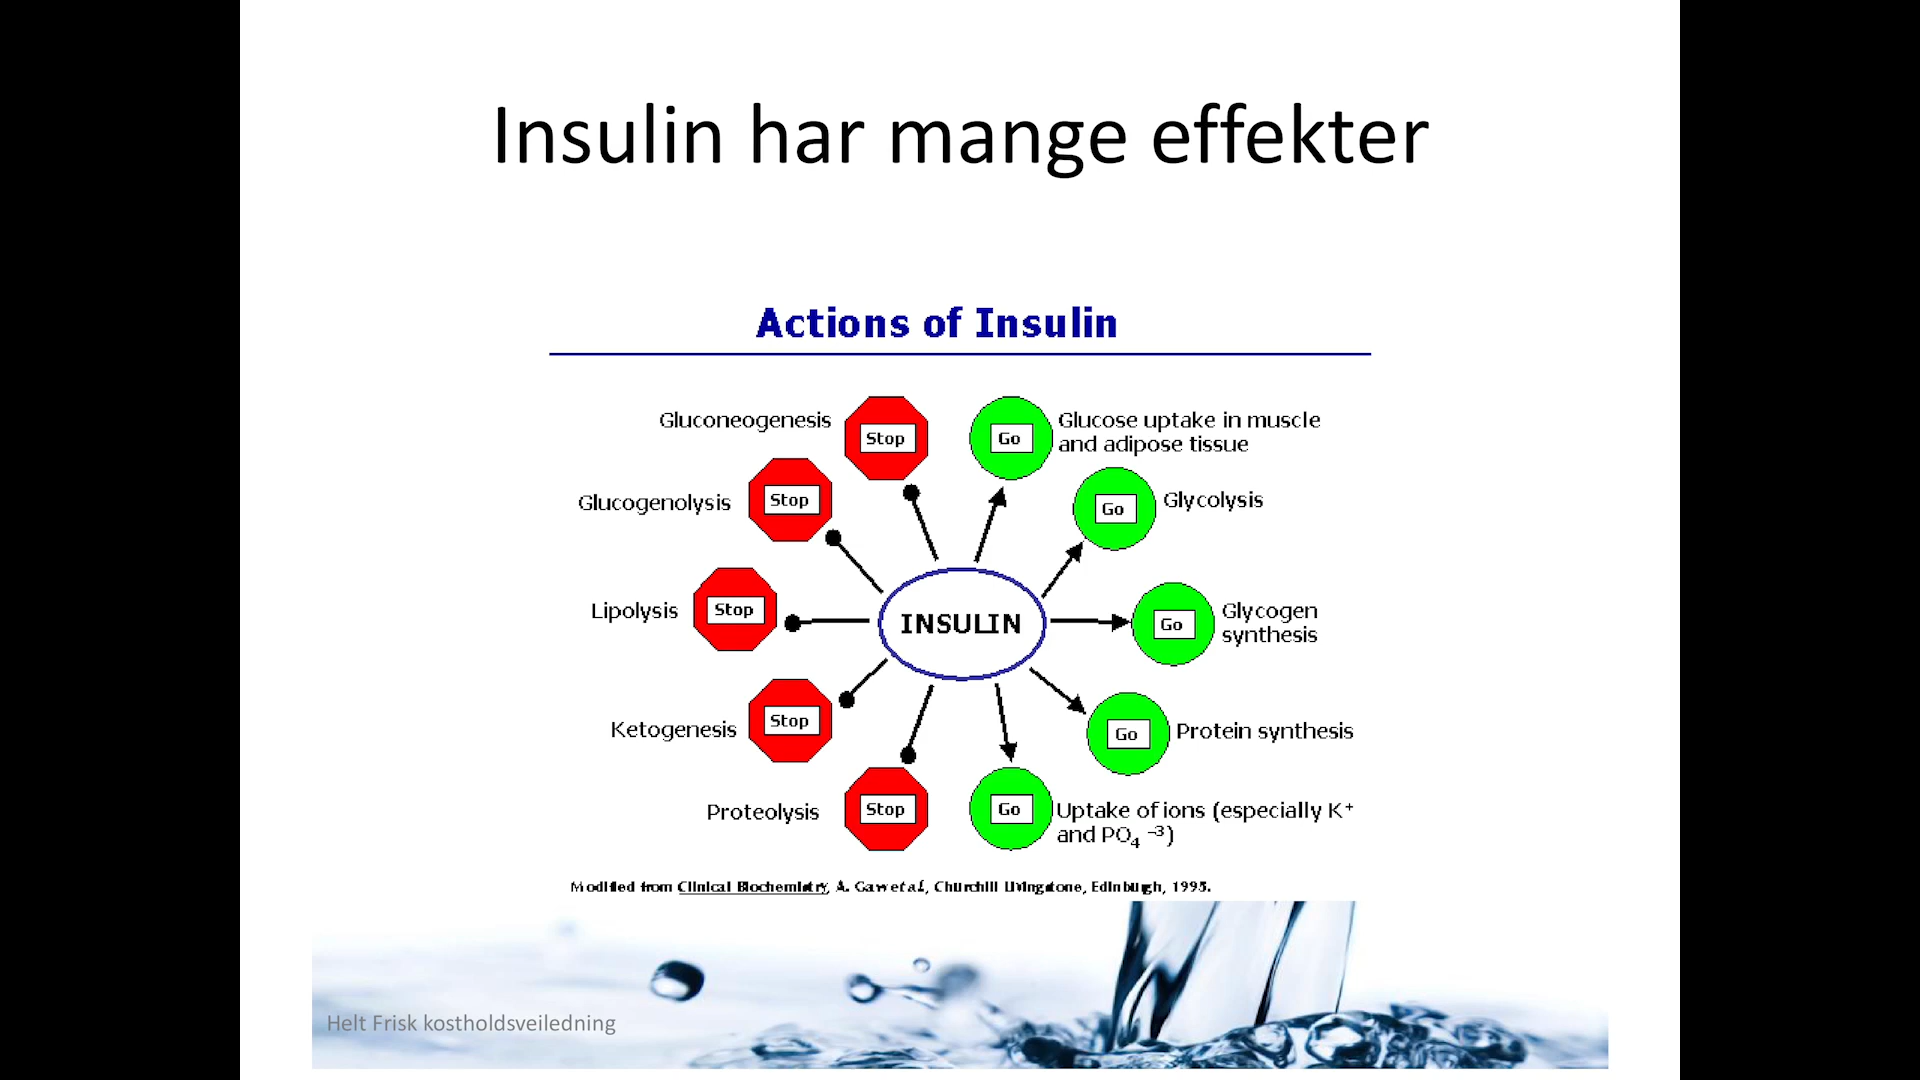 Insulin har mange effekter
Actions of Insulin
Gluconeogenesis
Stop
Go
Glucose uptake in muscle
and adipose tissue
Glucogenolysis
Stop
Go
Glycolysis
Lipolysis
Stop
INSULIN
Go
Glycogen
synthesis
Ketogenesis
Stop
Go
Protein synthesis
Proteolysis
Stop
Go
Uptake of ions (especially K⁺
and PO₄ ⁻³)
Modified from Clinical Biochemistry, A. Gaw et al., Churchill Livingstone, Edinburgh, 1995.
Helt Frisk kostholdsveiledning